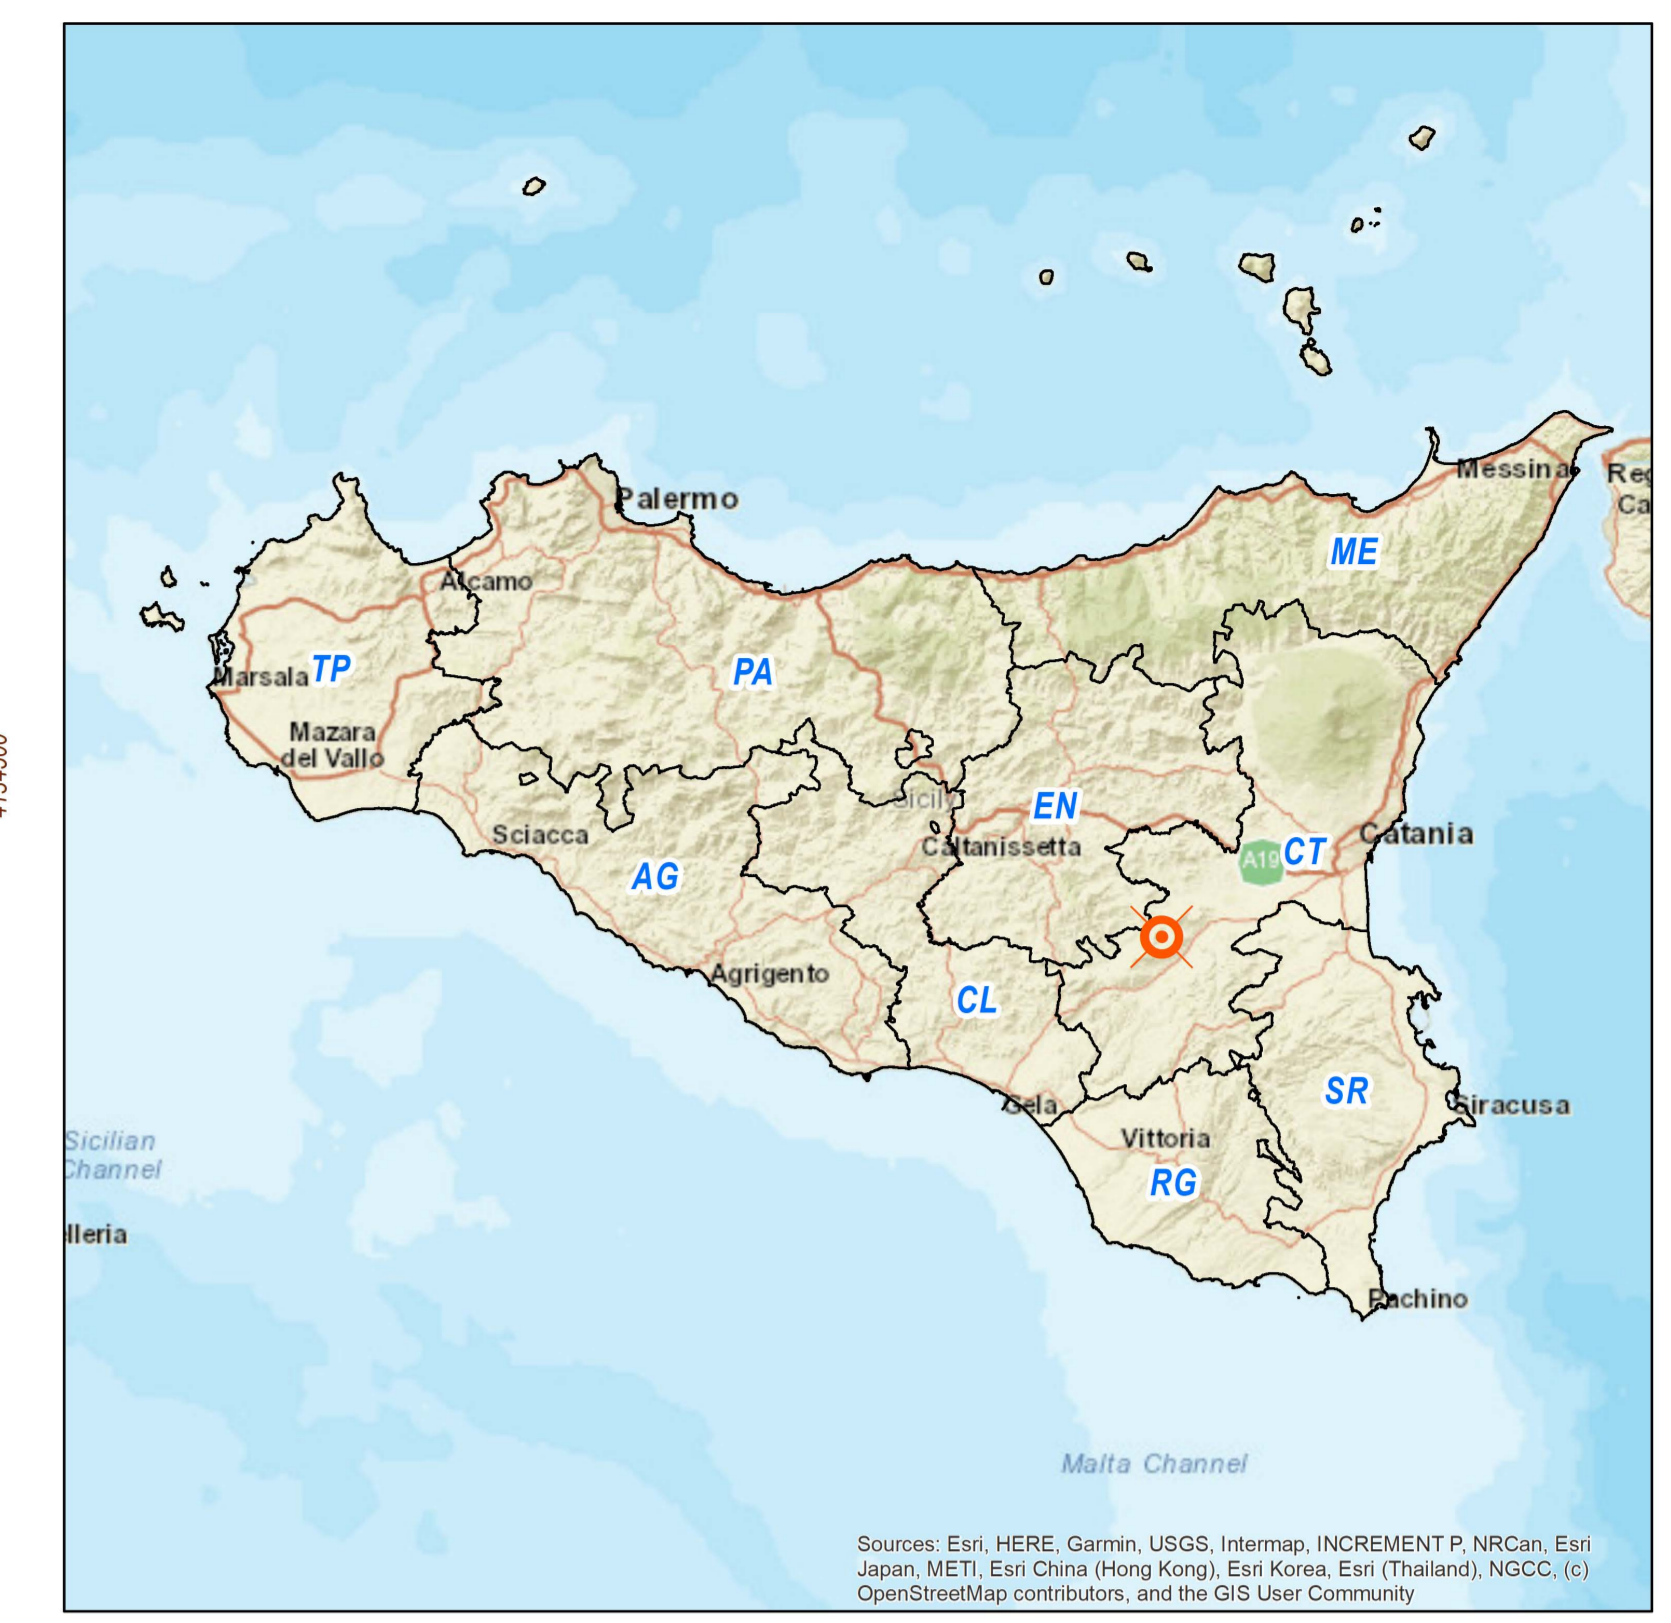 Palermo
Messina
Reg
Ca
ME
Alcamo
TP
Marsala
PA
Mazara
del Vallo
Sicily
EN
Sciacca
Caltanissetta
A19
CT
Catania
AG
Agrigento
CL
SR
Gela
Siracusa
Vittoria
Sicilian
Channel
RG
lleria
Pachino
Malta Channel
Sources: Esri, HERE, Garmin, USGS, Intermap, INCREMENT P, NRCan, Esri
Japan, METI, Esri China (Hong Kong), Esri Korea, Esri (Thailand), NGCC, (c)
OpenStreetMap contributors, and the GIS User Community